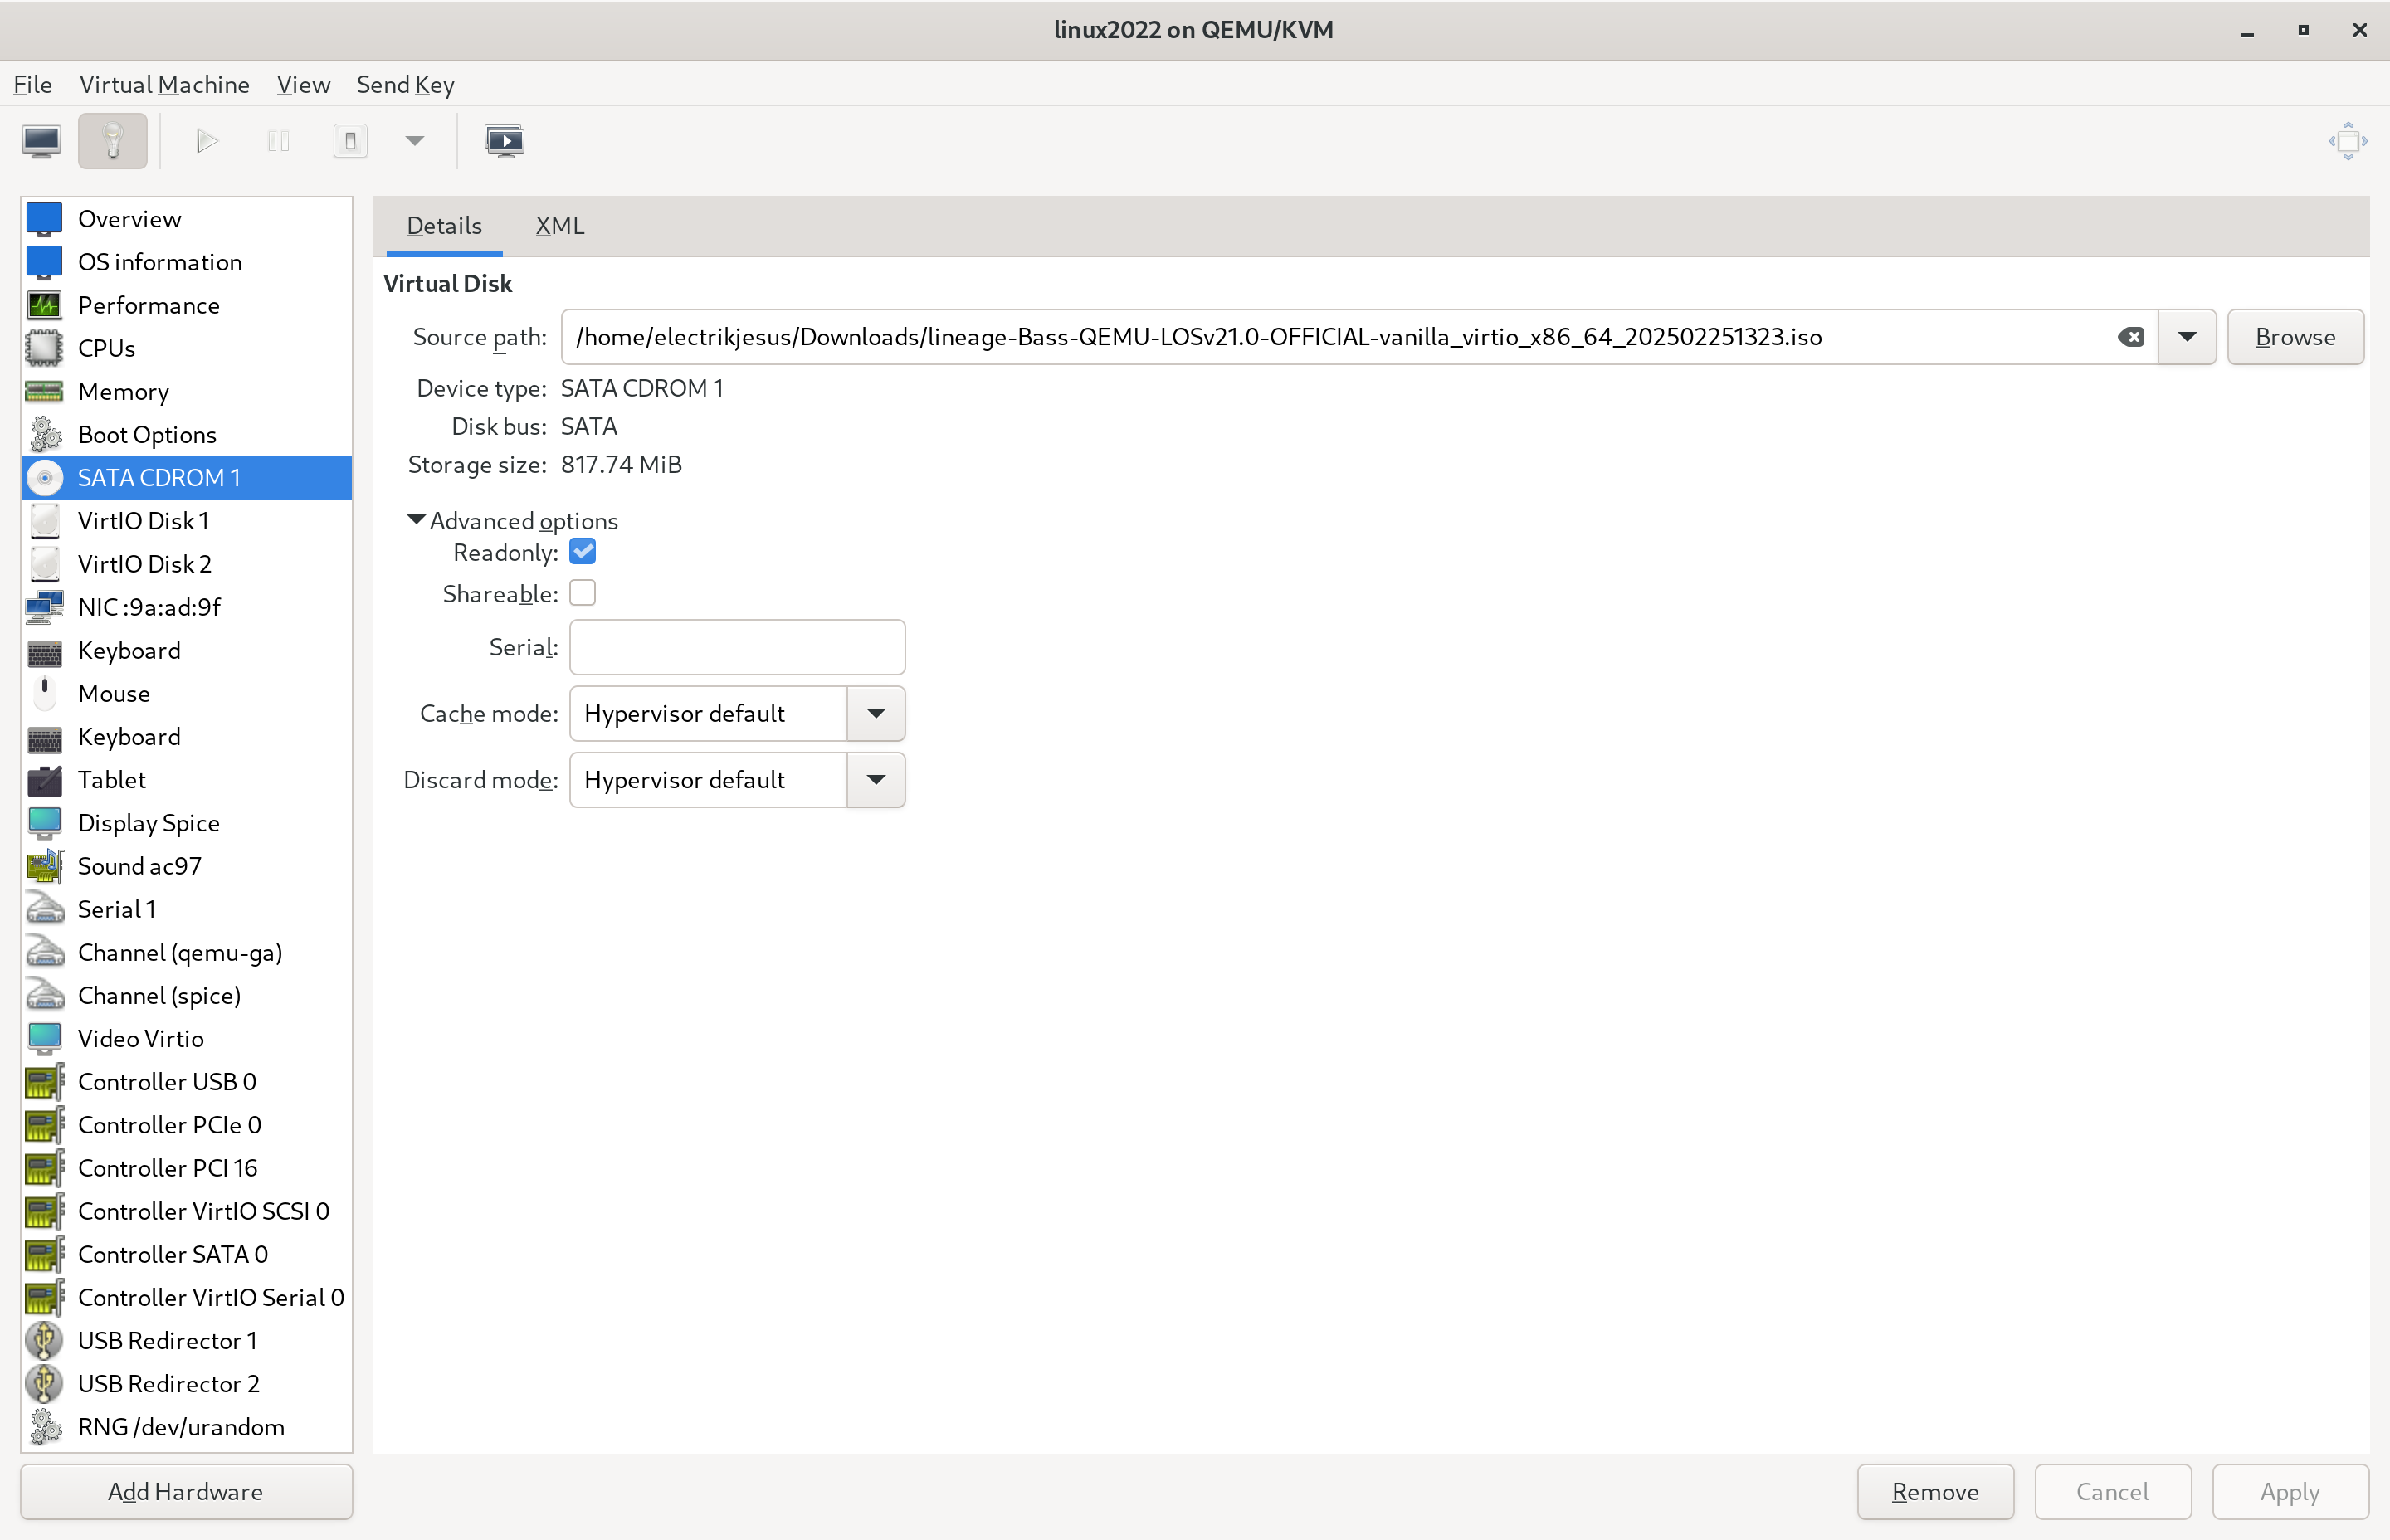 linux2022 on QEMU/KVM
File Virtual Machine View Send Key
Details XML
Overview
OS information
Performance
CPUs
Memory
Boot Options
SATA CDROM 1
VirtIO Disk 1
VirtIO Disk 2
NIC :9a:ad:9f
Keyboard
Mouse
Keyboard
Tablet
Display Spice
Sound ac97
Serial 1
Channel (qemu-ga)
Channel (spice)
Video Virtio
Controller USB 0
Controller PCIe 0
Controller PCI 16
Controller VirtIO SCSI 0
Controller SATA 0
Controller VirtIO Serial 0
USB Redirector 1
USB Redirector 2
RNG /dev/urandom
Virtual Disk
Source path: /home/electrikjesus/Downloads/lineage-Bass-QEMU-LOSv21.0-OFFICIAL-vanilla_virtio_x86_64_202502251323.iso Browse
Device type: SATA CDROM 1
Disk bus: SATA
Storage size: 817.74 MiB
Advanced options
Readonly:
Shareable:
Serial:
Cache mode: Hypervisor default
Discard mode: Hypervisor default
Add Hardware Remove Cancel Apply